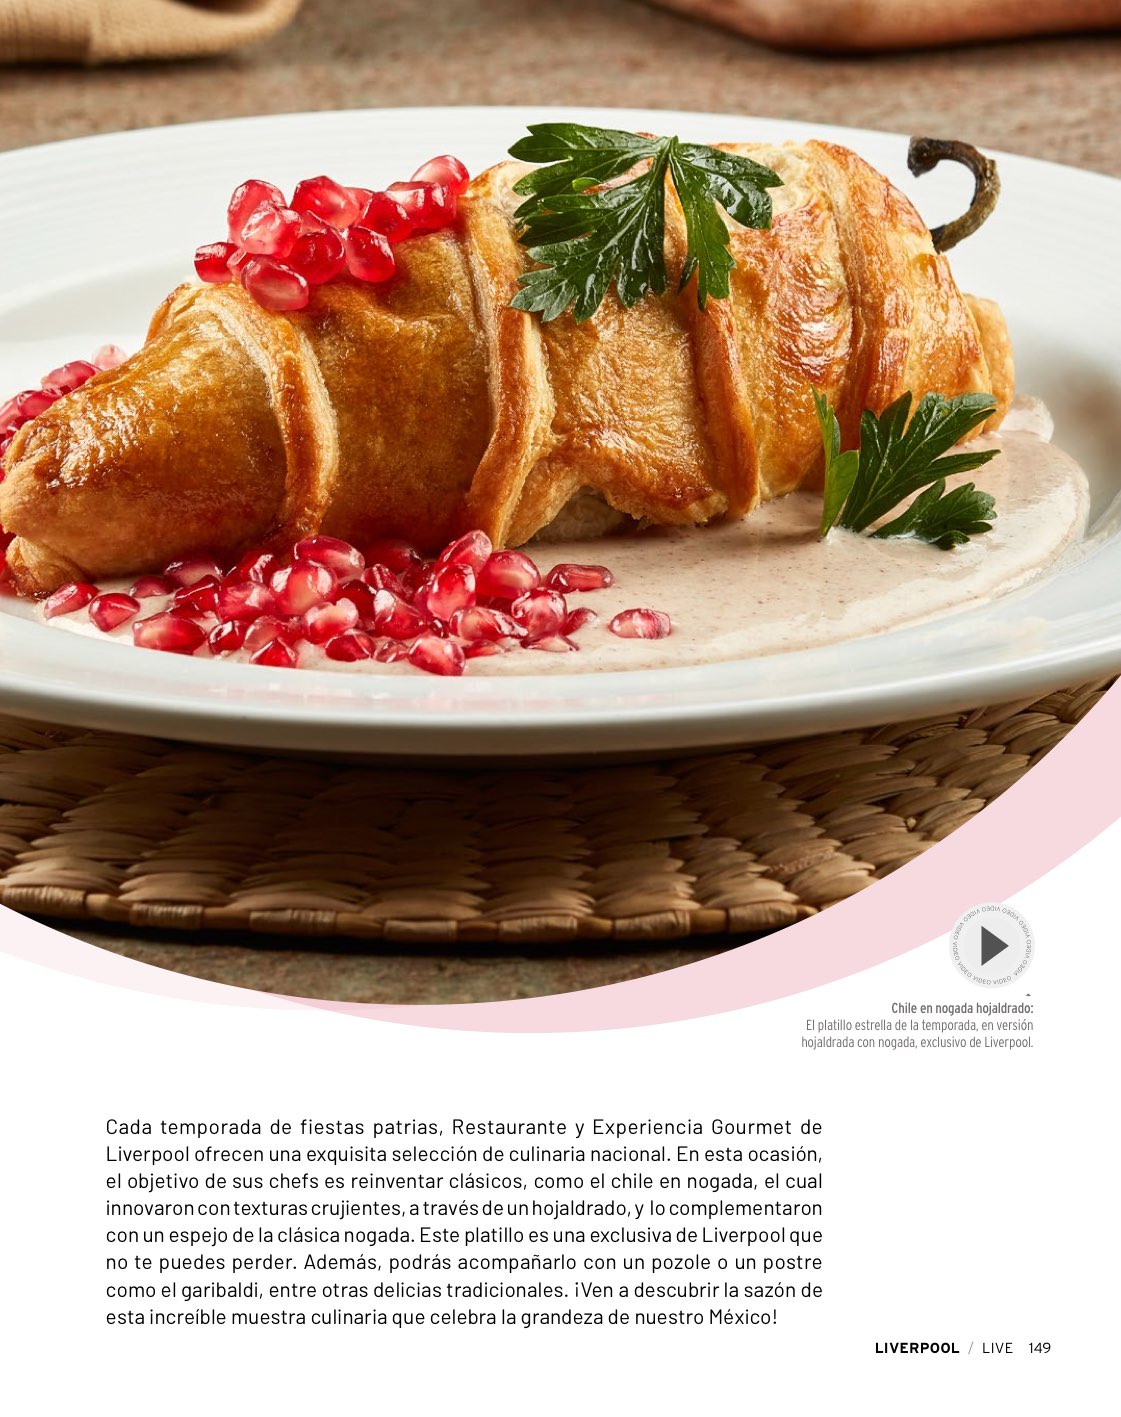 VIDEO VIDEO VIDEO VIDEO VIDEO VIDEO VIDEO VIDEO
Chile en nogada hojaldrado:
El platillo estrella de la temporada, en versión
hojaldrada con nogada, exclusivo de Liverpool.
Cada temporada de fiestas patrias, Restaurante y Experiencia Gourmet de
Liverpool ofrecen una exquisita selección de culinaria nacional. En esta ocasión,
el objetivo de sus chefs es reinventar clásicos, como el chile en nogada, el cual
innovaron con texturas crujientes, a través de un hojaldrado, y lo complementaron
con un espejo de la clásica nogada. Este platillo es una exclusiva de Liverpool que
no te puedes perder. Además, podrás acompañarlo con un pozole o un postre
como el garibaldi, entre otras delicias tradicionales. ¡Ven a descubrir la sazón de
esta increíble muestra culinaria que celebra la grandeza de nuestro México!
LIVERPOOL / LIVE 149